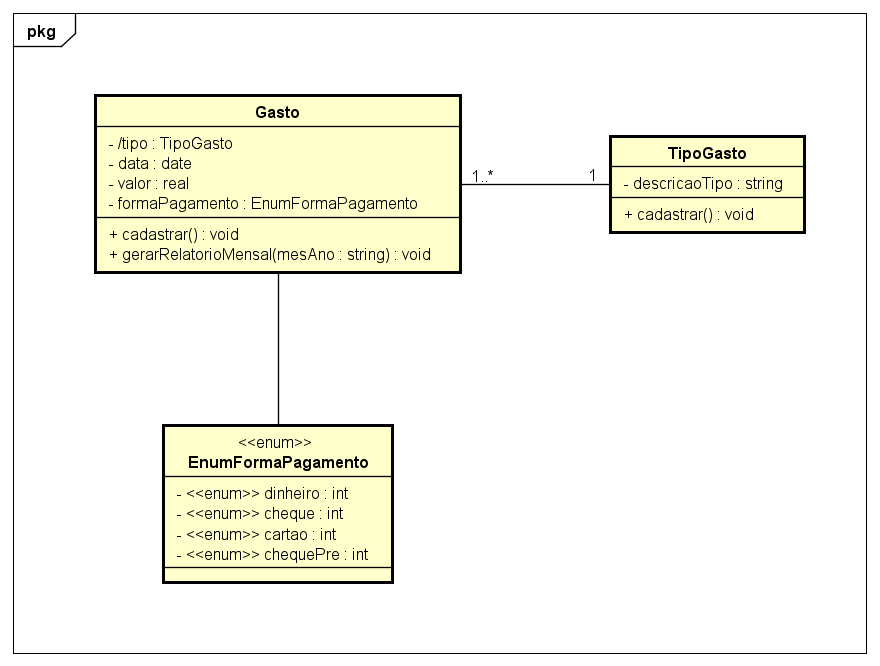 pkg
Gasto
- /tipo : TipoGasto
- data : date
- valor : real
- formaPagamento : EnumFormaPagamento
+ cadastrar() : void
+ gerarRelatorioMensal(mesAno : string) : void
1..*
1
TipoGasto
- descricaoTipo : string
+ cadastrar() : void
<<enum>>
EnumFormaPagamento
- <<enum>> dinheiro : int
- <<enum>> cheque : int
- <<enum>> cartao : int
- <<enum>> chequePre : int